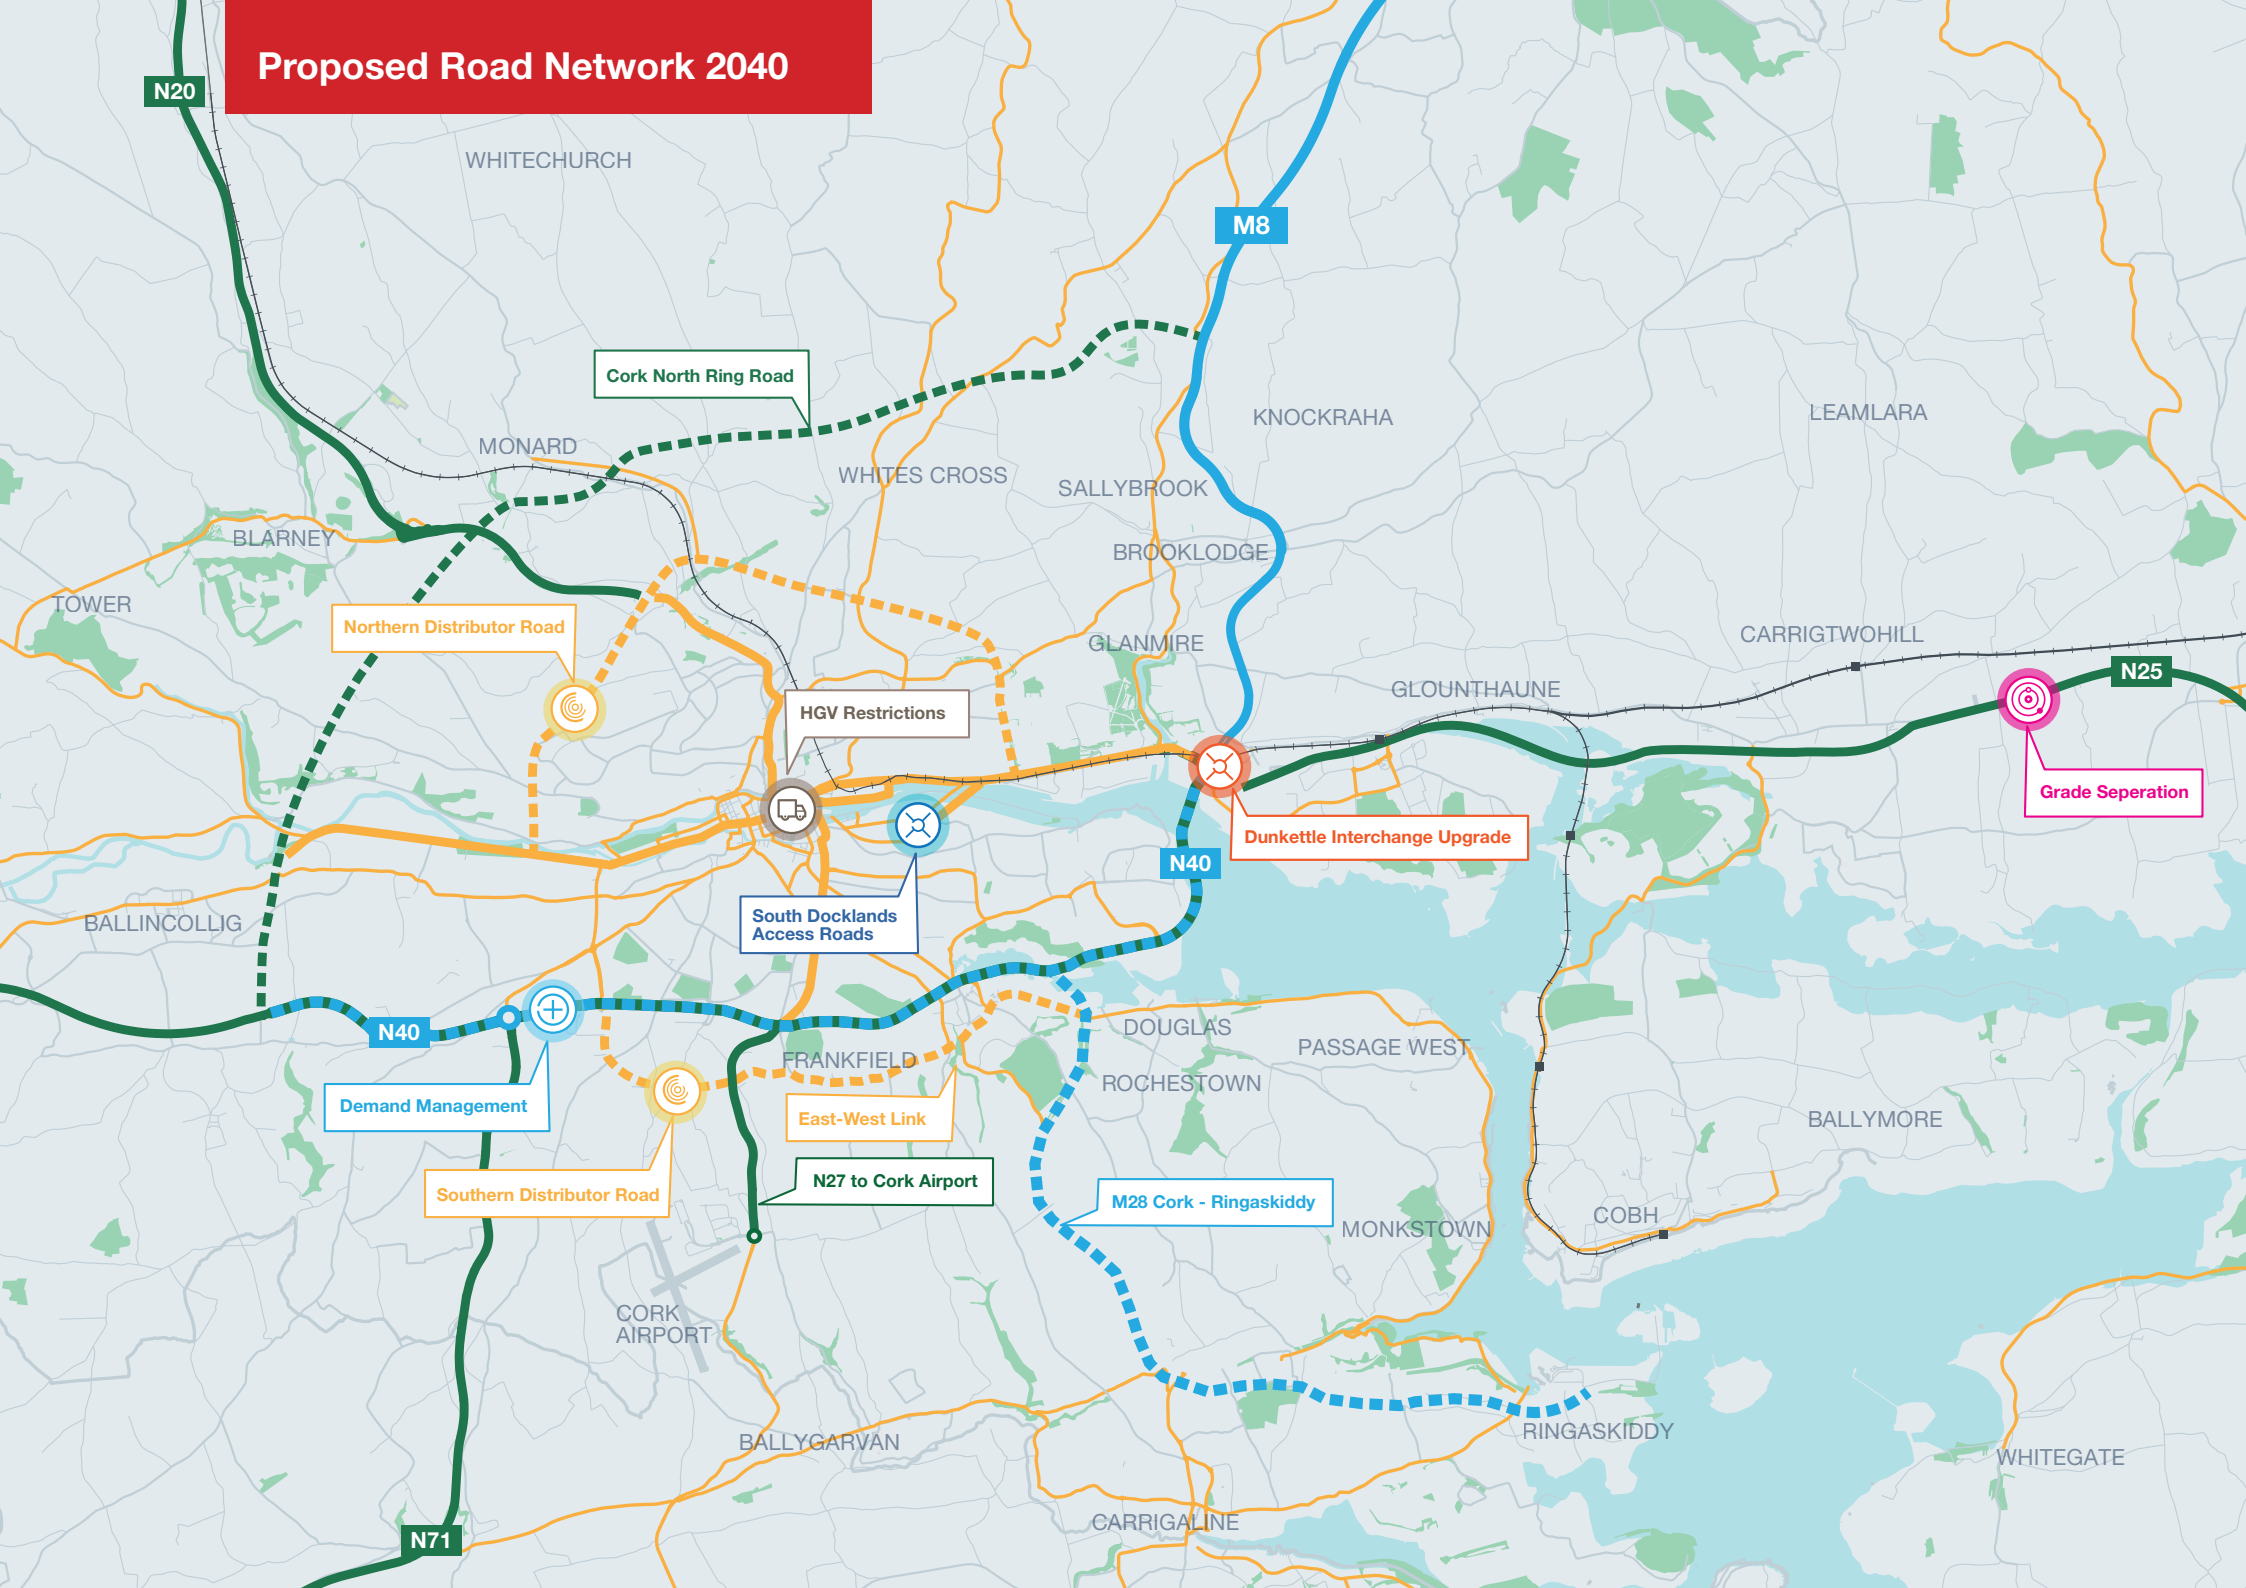 Proposed Road Network 2040
N20
WHITECHURCH
M8
Cork North Ring Road
KNOCKRAHA
LEAMLARA
MONARD
WHITES CROSS
SALLYBROOK
BLARNEY
BROOKLODGE
TOWER
Northern Distributor Road
GLANMIRE
CARRIGTWOHILL
N25
GLOUNTHAUNE
HGV Restrictions
Grade Seperation
Dunkettle Interchange Upgrade
N40
BALLINCOLLIG
South Docklands
Access Roads
N40
DOUGLAS
PASSAGE WEST
FRANKFIELD
ROCHESTOWN
Demand Management
East-West Link
BALLYMORE
N27 to Cork Airport
Southern Distributor Road
M28 Cork - Ringaskiddy
COBH
MONKSTOWN
CORK
AIRPORT
RINGASKIDDY
BALLYGARVAN
WHITEGATE
CARRIGALINE
N71